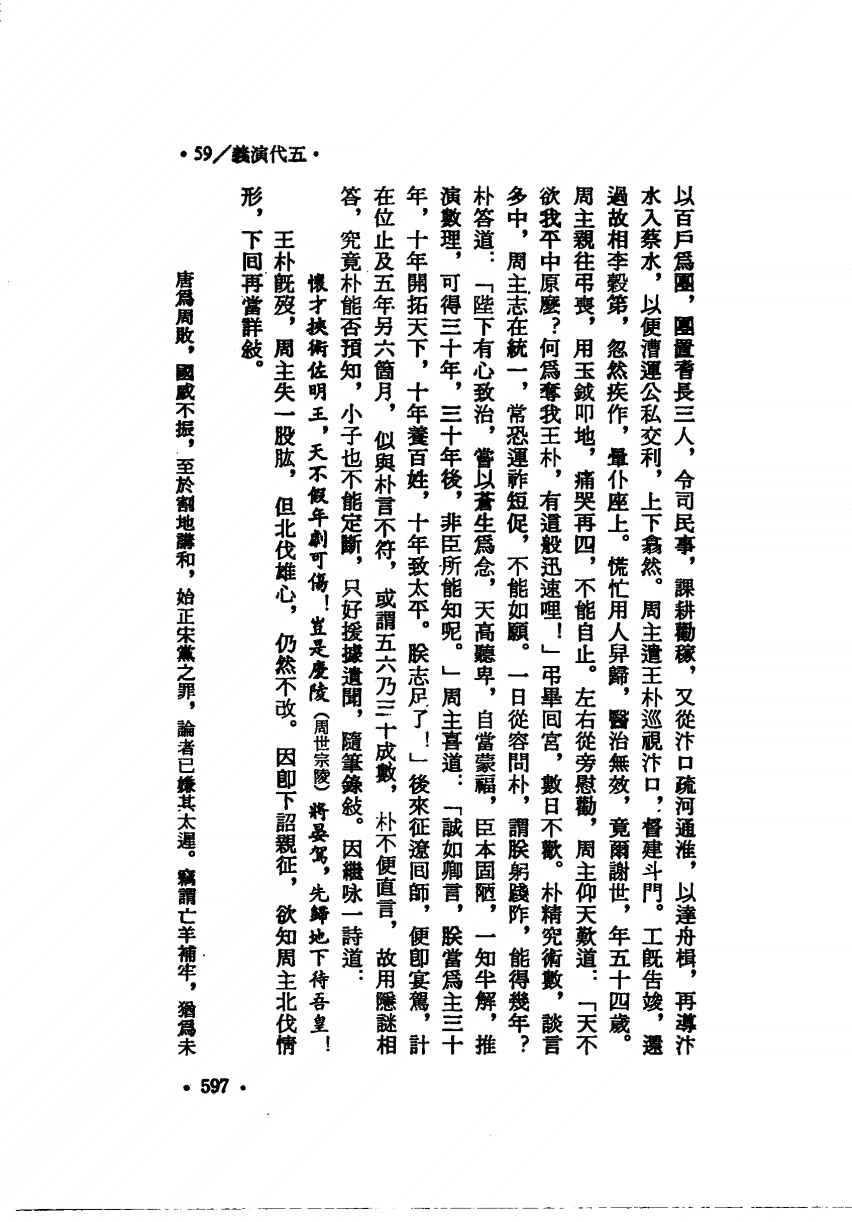 •59／義演代五•
以百戶爲團，團置耆長三人，令司民事，課耕勸稼，又從汴口疏河通淮，以達舟楫，再導汴
水入蔡水，以便漕運公私交利，上下翕然。周主遣王朴巡視汴口，督建斗門。工旣告竣，還
過故相李穀第，忽然疾作，暈仆座上。慌忙用人舁歸，醫治無效，竟爾謝世，年五十四歲。
周主親往弔喪，用玉鉞叩地，痛哭再四，不能自止。左右從旁慰勸，周主仰天歎道：「天不
欲我平中原麽？何爲奪我王朴，有這般迅速哩！」弔畢囘宮，數日不歡。朴精究術數，談言
多中，周主志在統一，常恐運祚短促，不能如願。一日從容問朴，謂朕躬踐阼，能得幾年？
朴答道：「陛下有心致治，嘗以蒼生爲念，天高聽卑，自當蒙福，臣本固陋，一知半解，推
演數理，可得三十年，三十年後，非臣所能知呢。」周主喜道：「誠如卿言，朕當爲主三十
年，十年開拓天下，十年養百姓，十年致太平。朕志足了！」後來征遼囘師，便卽宴駕，計
在位止及五年另六箇月，似與朴言不符，或謂五六乃三十成數，朴不便直言，故用隱謎相
答，究竟朴能否預知，小子也不能定斷，只好援據遺聞，隨筆錄敍。因繼咏一詩道：
懷才挾術佐明王，天不假年劇可傷！豈是慶陵（周世宗陵）將晏駕，先歸地下待吾皇！
王朴旣歿，周主失一股肱，但北伐雄心，仍然不改。因卽下詔親征，欲知周主北伐情
形，下囘再當詳敍。
唐爲周敗，國威不振，至於割地講和，始正宋黨之罪，論者已嫌其太遲。竊謂亡羊補牢，猶爲未
•597•